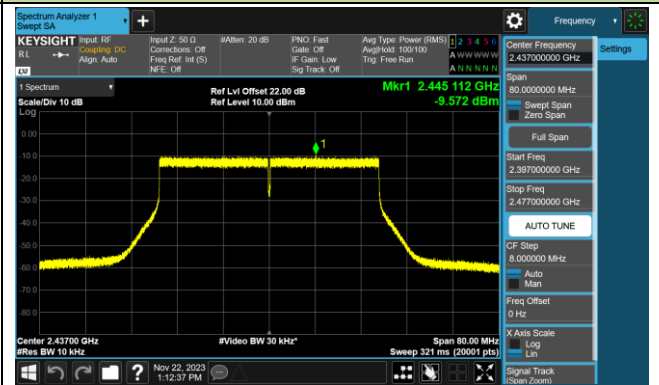 Spectrum Analyzer 1
Swept SA
Frequency
KEYSIGHT
RL
Input: RF
Coupling: DC
Align: Auto
Input Z: 50 Ω
Corrections: Off
Freq Ref: Int (S)
NFE: Off
#Atten: 20 dB
PNO: Fast
Gate: Off
IF Gain: Low
Sig Track: Off
Avg Type: Power (RMS)
Avg|Hold: 100/100
Trig: Free Run
1 2 3 4 5 6
A W W W W W
A N N N N N
LXI
1 Spectrum
Scale/Div 10 dB
Ref Lvl Offset 22.00 dB
Ref Level 10.00 dBm
Mkr1 2.445 112 GHz
-9.572 dBm
Log
1
0.00
-10.0
-20.0
-30.0
-40.0
-50.0
-60.0
-70.0
-80.0
Center 2.43700 GHz
#Res BW 10 kHz
#Video BW 30 kHz*
Span 80.00 MHz
Sweep 321 ms (20001 pts)
Nov 22, 2023
1:12:37 PM
Center Frequency
2.437000000 GHz
Settings
Span
80.0000000 MHz
Swept Span
Zero Span
Full Span
Start Freq
2.397000000 GHz
Stop Freq
2.477000000 GHz
AUTO TUNE
CF Step
8.000000 MHz
Auto
Man
Freq Offset
0 Hz
X Axis Scale
Log
Lin
Signal Track
(Span Zoom)